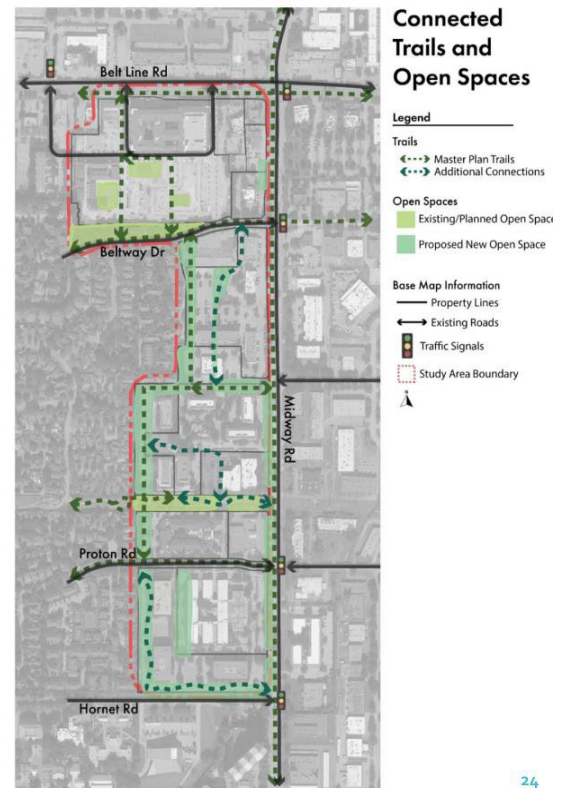 Connected
Trails and
Open Spaces
Legend
Trails
Master Plan Trails
Additional Connections
Open Spaces
Existing/Planned Open Space
Proposed New Open Space
Base Map Information
Property Lines
Existing Roads
Traffic Signals
Study Area Boundary
Belt Line Rd
Beltway Dr
Midway Rd
Proton Rd
Hornet Rd
24